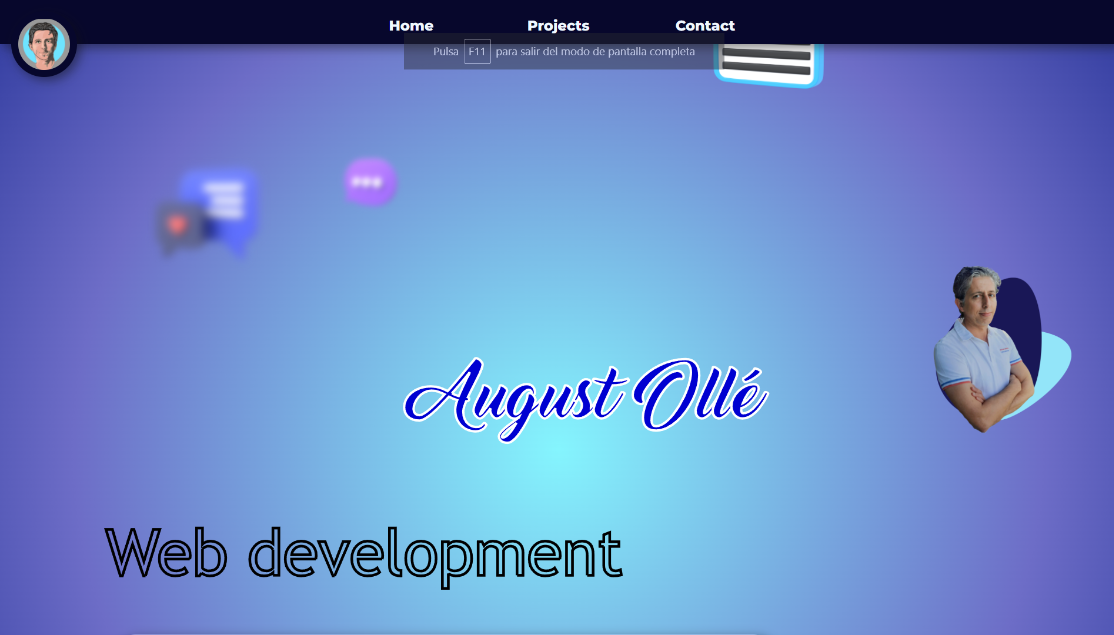 Home Projects Contact
Pulsa F11 para salir del modo de pantalla completa
August Ollé
Web development